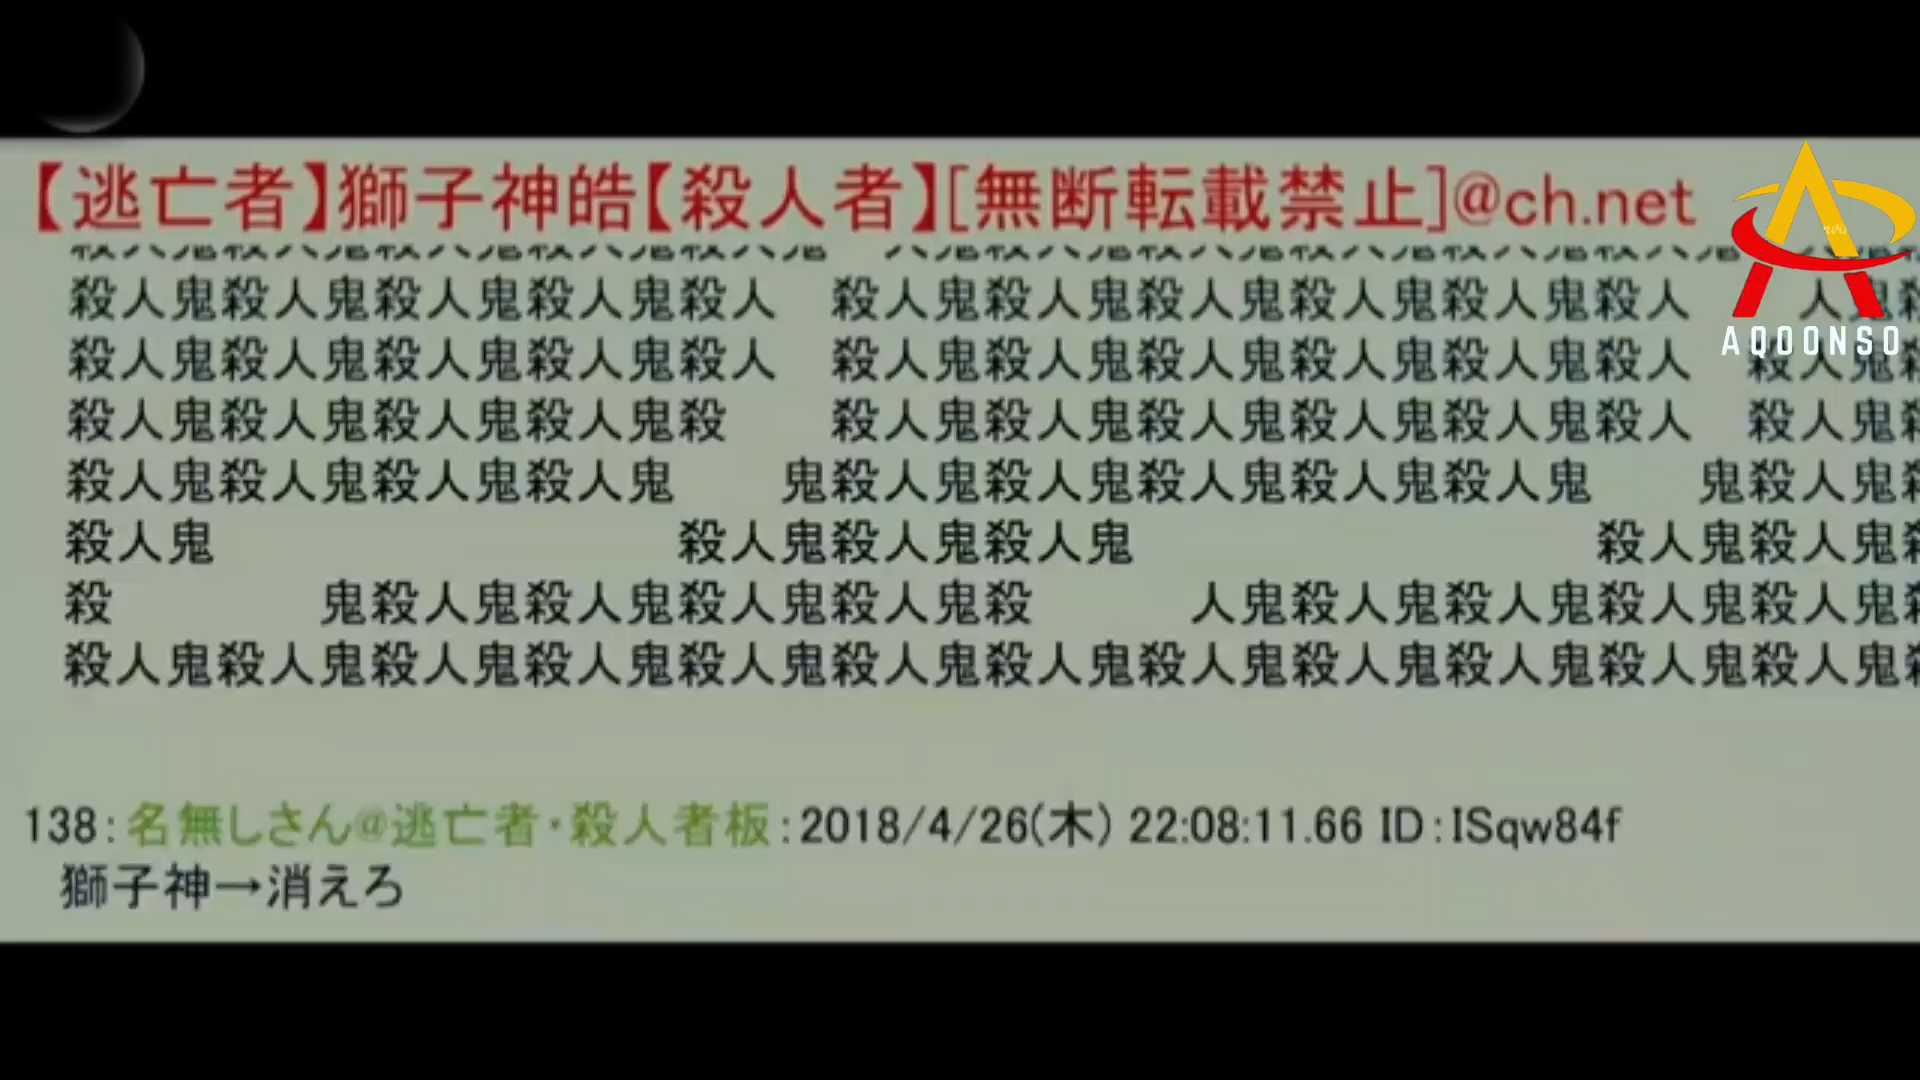 【逃亡者】獅子神皓【殺人者】[無断転載禁止]@ch.net
殺人鬼殺人鬼殺人鬼殺人鬼殺人　殺人鬼殺人鬼殺人鬼殺人鬼殺人鬼殺人　人鬼殺
殺人鬼殺人鬼殺人鬼殺人鬼殺人　殺人鬼殺人鬼殺人鬼殺人鬼殺人鬼殺人　殺人鬼殺
殺人鬼殺人鬼殺人鬼殺人鬼殺　殺人鬼殺人鬼殺人鬼殺人鬼殺人鬼殺人　殺人鬼殺
殺人鬼殺人鬼殺人鬼殺人鬼　鬼殺人鬼殺人鬼殺人鬼殺人鬼殺人鬼　鬼殺人鬼殺
殺人鬼　殺人鬼殺人鬼殺人鬼　殺人鬼殺人鬼殺
殺　鬼殺人鬼殺人鬼殺人鬼殺人鬼殺　人鬼殺人鬼殺人鬼殺人鬼殺人鬼殺
殺人鬼殺人鬼殺人鬼殺人鬼殺人鬼殺人鬼殺人鬼殺人鬼殺人鬼殺人鬼殺人鬼殺人鬼殺
138:名無しさん@逃亡者・殺人者板:2018/4/26(木) 22:08:11.66 ID:ISqw84f
獅子神→消えろ
AQOONSO